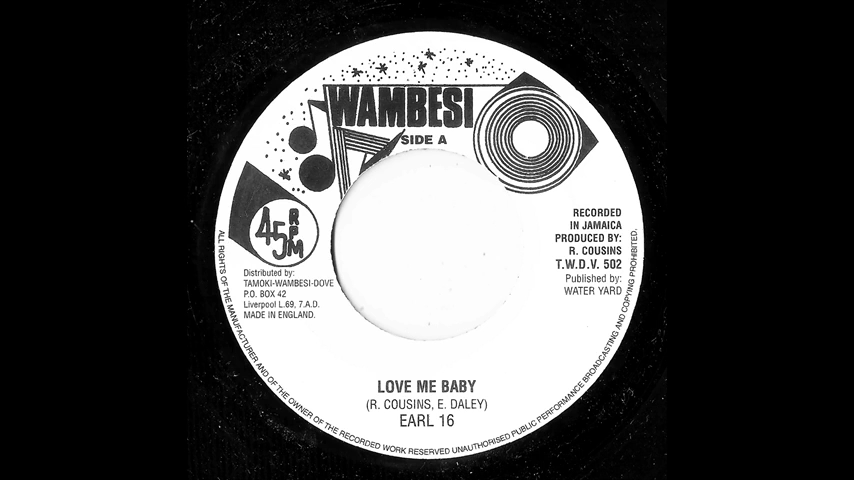 WAMBESI
SIDE A
45 RPM
RECORDED
IN JAMAICA
PRODUCED BY:
R. COUSINS
T.W.D.V. 502
Published by:
WATER YARD
Distributed by:
TAMOKI-WAMBESI-DOVE
P.O. BOX 42
Liverpool L.69, 7.A.D.
MADE IN ENGLAND.
LOVE ME BABY
(R. COUSINS, E. DALEY)
EARL 16
ALL RIGHTS OF THE MANUFACTURER AND OF THE OWNER OF THE RECORDED WORK RESERVED UNAUTHORISED PUBLIC PERFORMANCE BROADCASTING AND COPYING PROHIBITED.